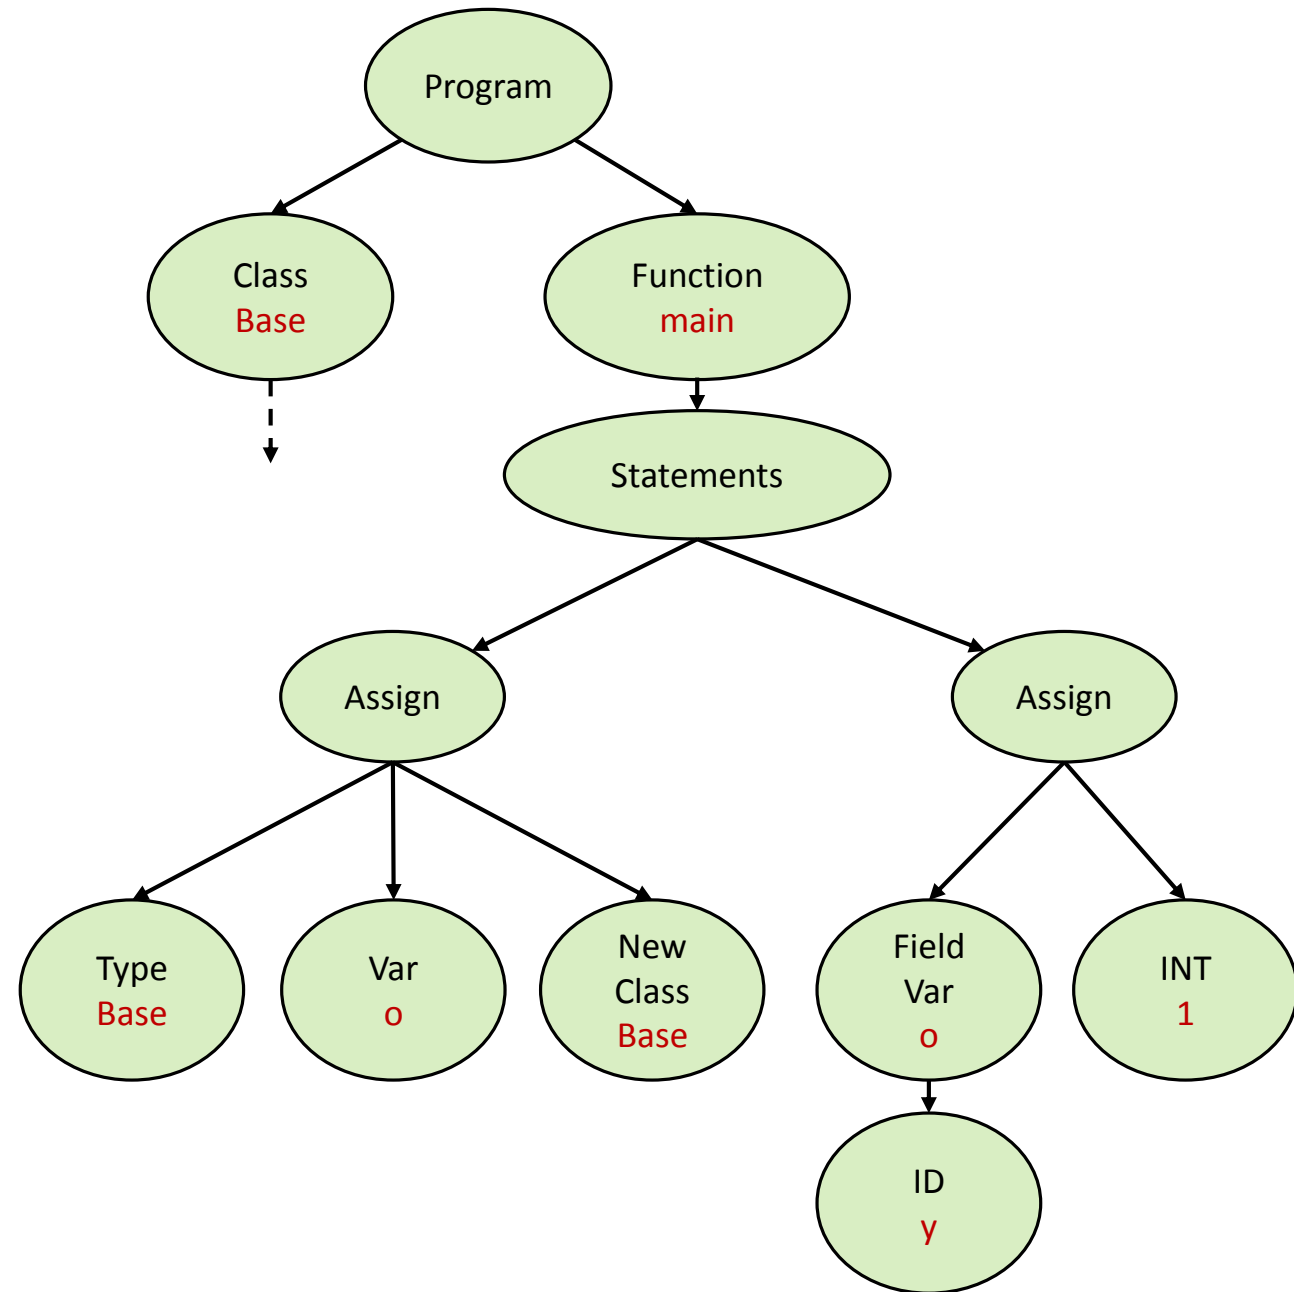 Program
Class
Base
Function
main
Statements
Assign
Assign
Type
Base
Var
o
New
Class
Base
Field
Var
o
INT
1
ID
y